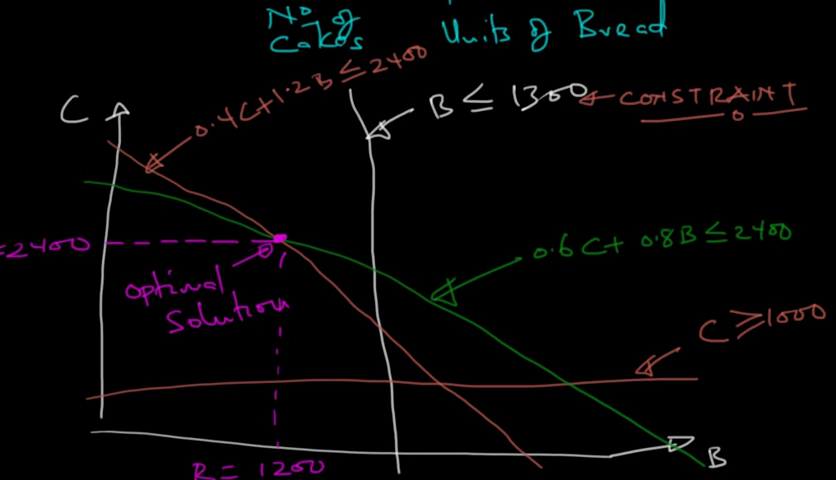 No of Units of Bread
Cakes
0.4C+1.2B≤2400
C
B ≤ 1300 ← CONSTRAINT
=2400
0.6C+ 0.8B ≤2400
optimal
Solution
C ≥1000
B
B = 1200